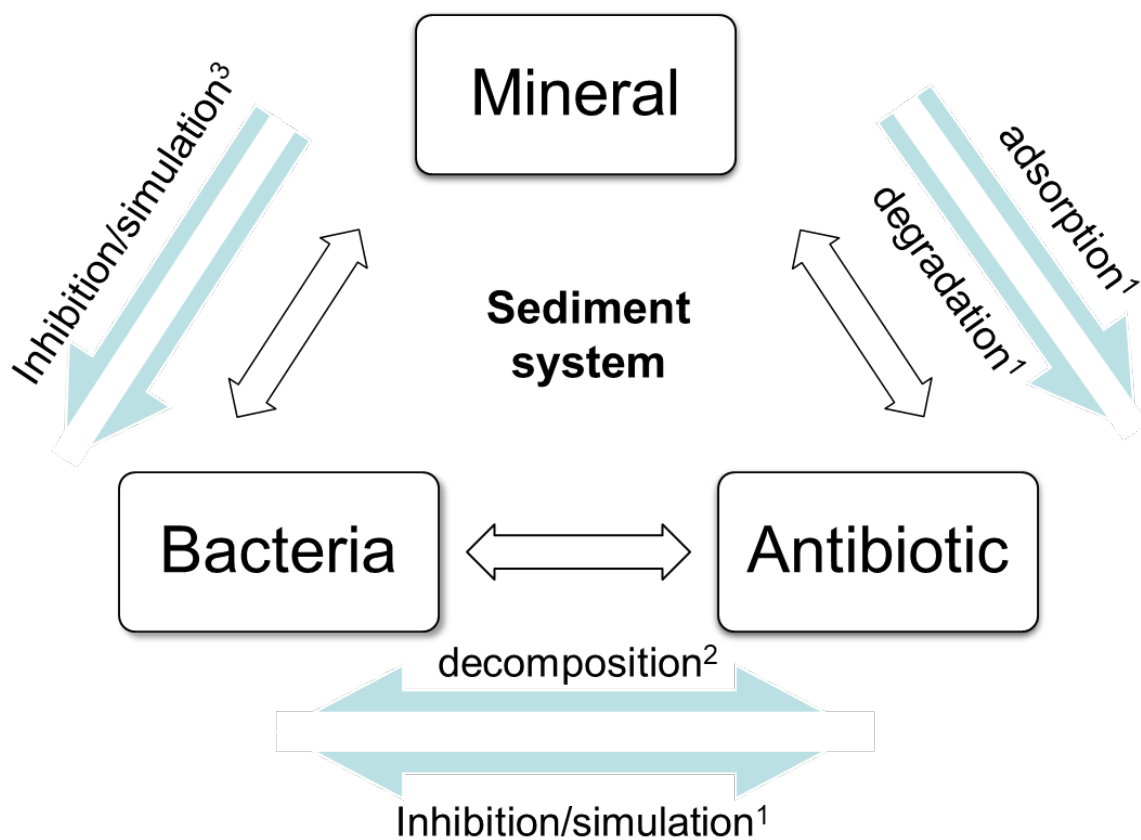 Mineral
Inhibition/simulation³
adsorption¹
degradation¹
Sediment
system
Bacteria
Antibiotic
decomposition²
Inhibition/simulation¹